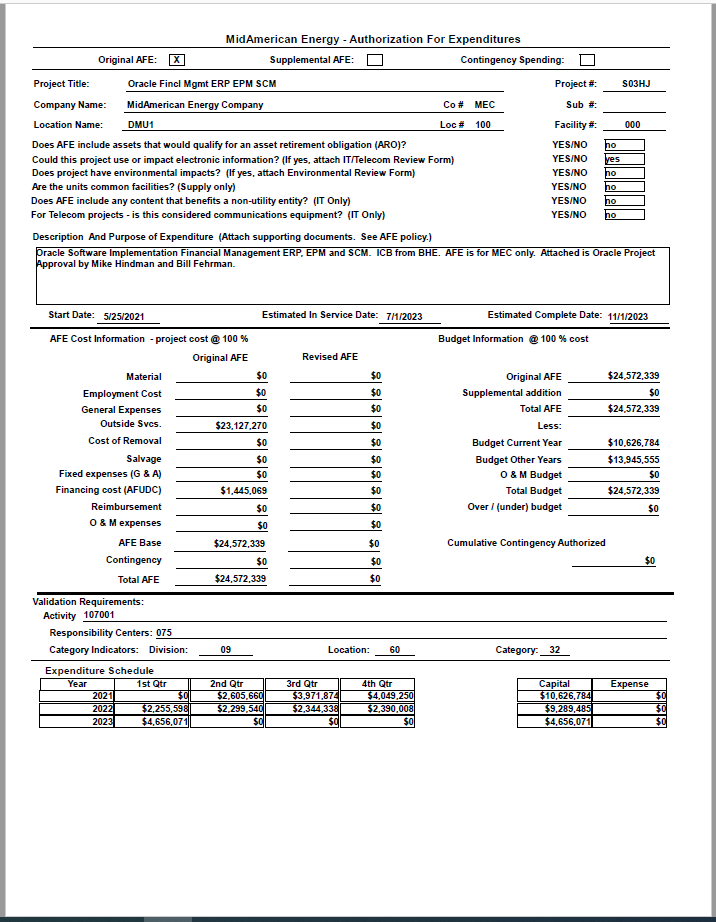 MidAmerican Energy - Authorization For Expenditures
Original AFE: X Supplemental AFE: Contingency Spending:
Project Title: Oracle Fincl Mgmt ERP EPM SCM Project #: S03HJ
Company Name: MidAmerican Energy Company Co # MEC Sub #:
Location Name: DMU1 Loc # 100 Facility #: 000
Does AFE include assets that would qualify for an asset retirement obligation (ARO)? YES/NO no
Could this project use or impact electronic information? (If yes, attach IT/Telecom Review Form) YES/NO yes
Does project have environmental impacts? (If yes, attach Environmental Review Form) YES/NO no
Are the units common facilities? (Supply only) YES/NO no
Does AFE include any content that benefits a non-utility entity? (IT Only) YES/NO no
For Telecom projects - is this considered communications equipment? (IT Only) YES/NO no
Description And Purpose of Expenditure (Attach supporting documents. See AFE policy.)
Oracle Software Implementation Financial Management ERP, EPM and SCM. ICB from BHE. AFE is for MEC only. Attached is Oracle Project
Approval by Mike Hindman and Bill Fehrman.
Start Date: 5/25/2021 Estimated In Service Date: 7/1/2023 Estimated Complete Date: 11/1/2023
AFE Cost Information - project cost @ 100 % Budget Information @ 100 % cost
Original AFE Revised AFE
Material $0 $0 Original AFE $24,572,339
Employment Cost $0 $0 Supplemental addition $0
General Expenses $0 $0 Total AFE $24,572,339
Outside Svcs. $23,127,270 $0 Less:
Cost of Removal $0 $0 Budget Current Year $10,626,784
Salvage $0 $0 Budget Other Years $13,945,555
Fixed expenses (G & A) $0 $0 O & M Budget $0
Financing cost (AFUDC) $1,445,069 $0 Total Budget $24,572,339
Reimbursement $0 $0 Over / (under) budget $0
O & M expenses $0 $0
AFE Base $24,572,339 $0 Cumulative Contingency Authorized
Contingency $0 $0 $0
Total AFE $24,572,339 $0
Validation Requirements:
Activity 107001
Responsibility Centers: 075
Category Indicators: Division: 09 Location: 60 Category: 32
Expenditure Schedule
Year 1st Qtr 2nd Qtr 3rd Qtr 4th Qtr Capital Expense
2021 $0 $2,605,660 $3,971,874 $4,049,250 $10,626,784 $0
2022 $2,255,598 $2,299,540 $2,344,338 $2,390,008 $9,289,485 $0
2023 $4,656,071 $0 $0 $0 $4,656,071 $0